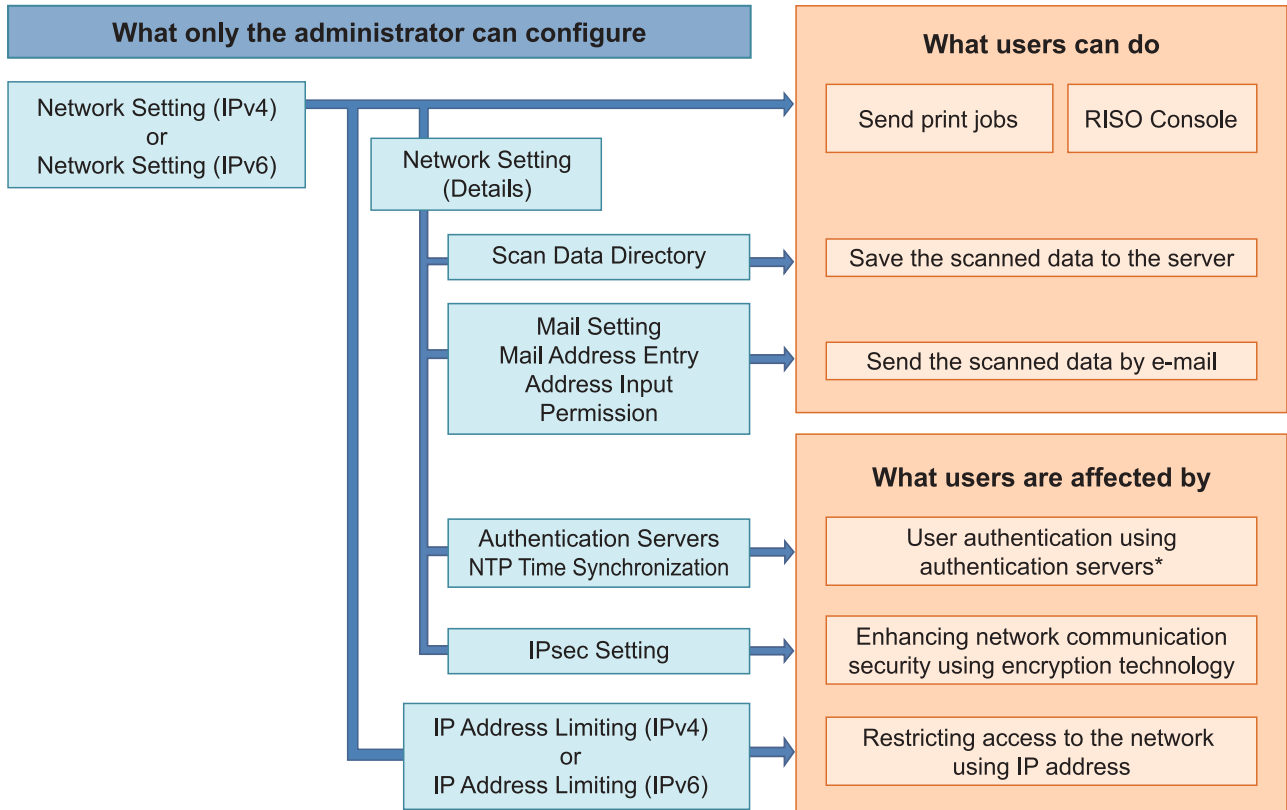 What only the administrator can configure
Network Setting (IPv4)
or
Network Setting (IPv6)
Network Setting
(Details)
Scan Data Directory
Mail Setting
Mail Address Entry
Address Input
Permission
Authentication Servers
NTP Time Synchronization
IPsec Setting
IP Address Limiting (IPv4)
or
IP Address Limiting (IPv6)
What users can do
Send print jobs
RISO Console
Save the scanned data to the server
Send the scanned data by e-mail
What users are affected by
User authentication using
authentication servers*
Enhancing network communication
security using encryption technology
Restricting access to the network
using IP address